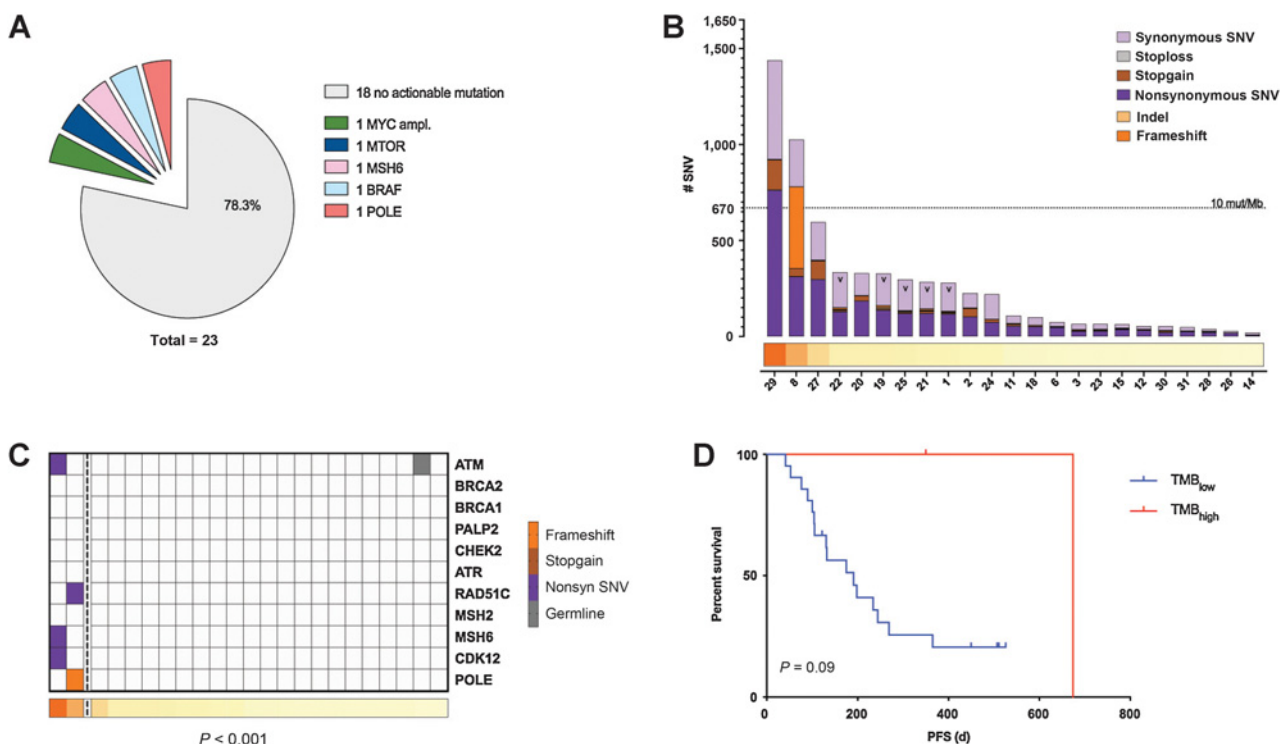 A
18 no actionable mutation
1 MYC ampl.
1 MTOR
1 MSH6
1 BRAF
1 POLE
78.3%
Total = 23
B
1,650
1,500
1,000
670
500
0
# SNV
Synonymous SNV
Stoploss
Stopgain
Nonsynonymous SNV
Indel
Frameshift
10 mut/Mb
v v v v v
29 8 27 22 20 19 25 21 1 2 24 11 18 6 3 23 15 12 30 31 28 26 14
C
ATM
BRCA2
BRCA1
PALP2
CHEK2
ATR
RAD51C
MSH2
MSH6
CDK12
POLE
Frameshift
Stopgain
Nonsyn SNV
Germline
P < 0.001
D
100
50
0
Percent survival
P = 0.09
0 200 400 600 800
PFS (d)
TMBlow
TMBhigh